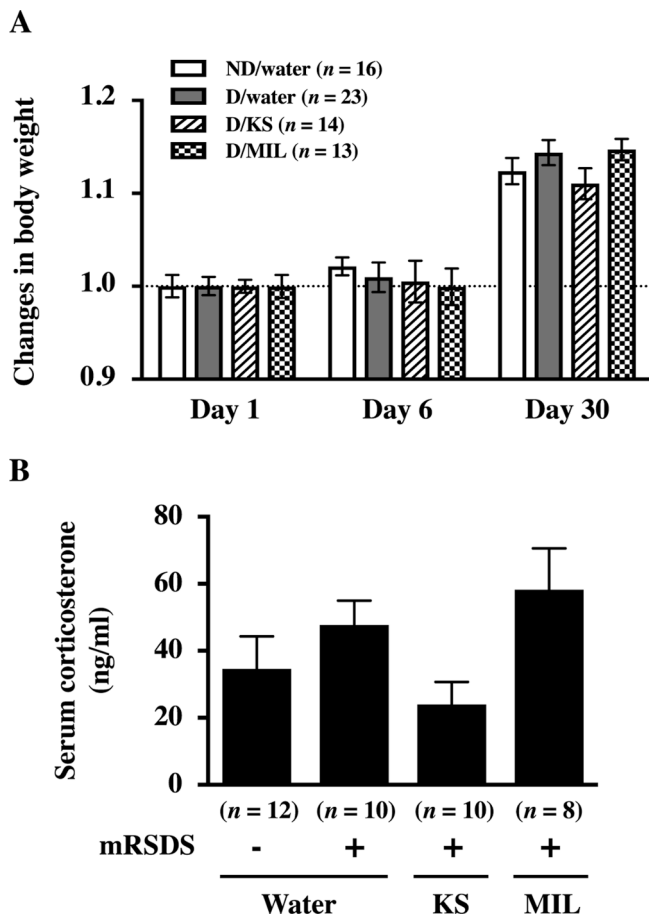 A
ND/water (n = 16)
D/water (n = 23)
D/KS (n = 14)
D/MIL (n = 13)
Changes in body weight
1.2
1.1
1.0
0.9
Day 1 Day 6 Day 30
B
Serum corticosterone
(ng/ml)
80
60
40
20
0
(n = 12) (n = 10) (n = 10) (n = 8)
mRSDS - + + +
Water KS MIL